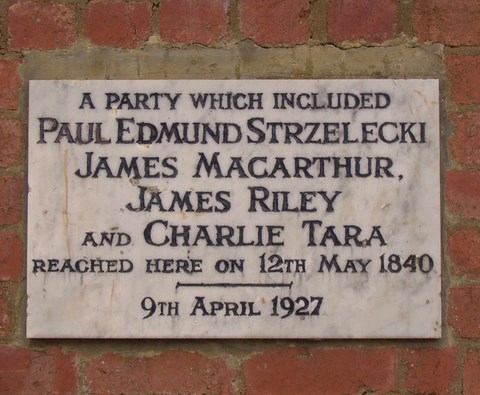 A PARTY WHICH INCLUDED
PAUL EDMUND STRZELECKI
JAMES MACARTHUR,
JAMES RILEY
AND CHARLIE TARA
REACHED HERE ON 12TH MAY 1840
9TH APRIL 1927